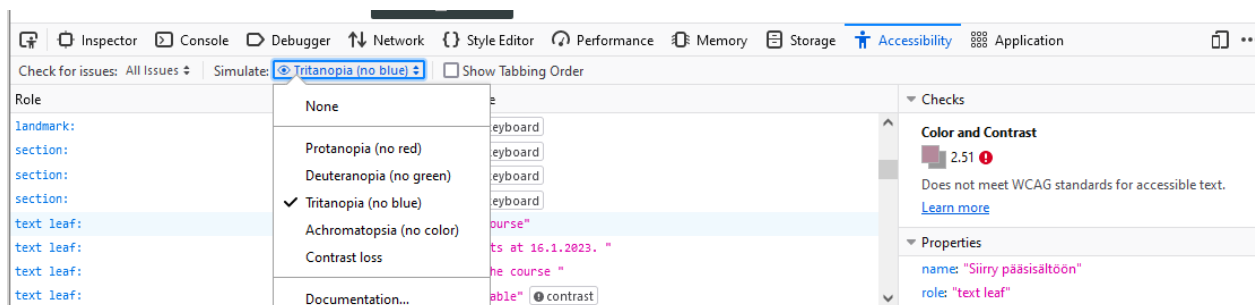 Inspector Console Debugger Network {} Style Editor Performance Memory Storage Accessibility Application
Check for issues: All Issues Simulate: Tritanopia (no blue) Show Tabbing Order
Role
landmark:
section:
section:
section:
text leaf:
text leaf:
text leaf:
text leaf:
None
Protanopia (no red)
Deuteranopia (no green)
Tritanopia (no blue)
Achromatopsia (no color)
Contrast loss
Documentation...
eyboard
eyboard
eyboard
eyboard
ourse"
ts at 16.1.2023. "
he course "
able" contrast
Checks
Color and Contrast
2.51
Does not meet WCAG standards for accessible text.
Learn more
Properties
name: "Siirry pääsisältöön"
role: "text leaf"